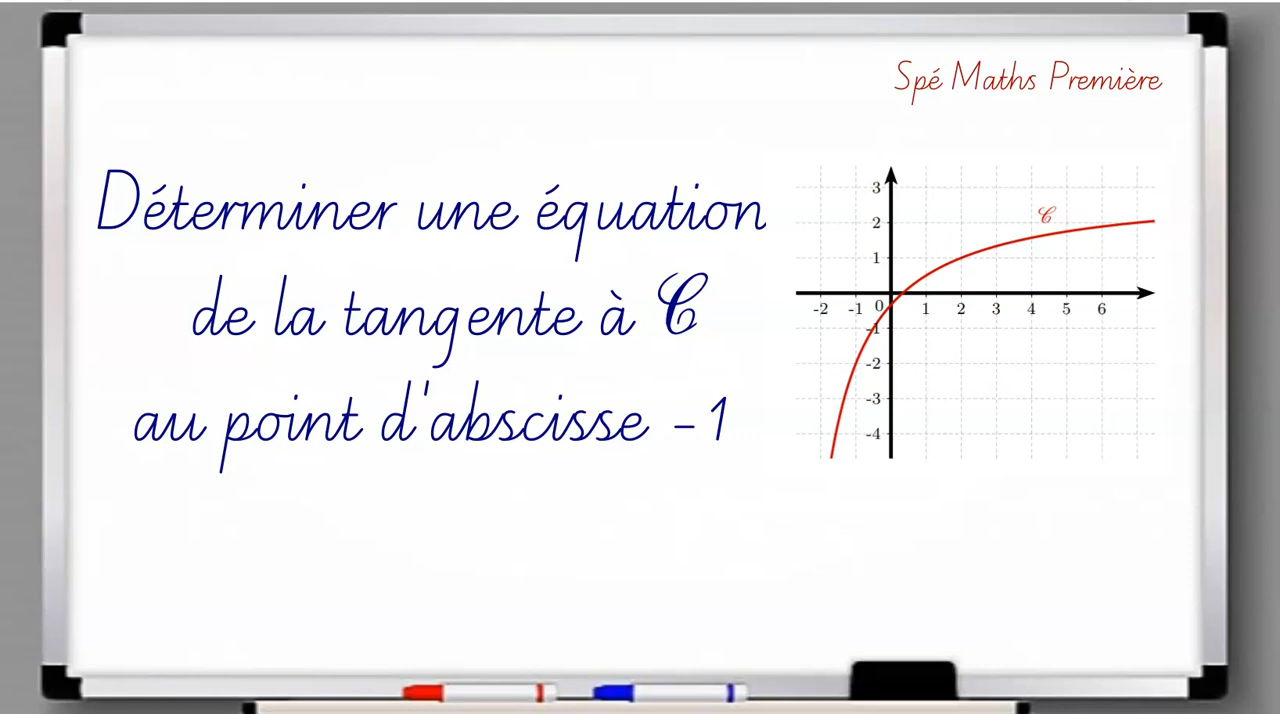 Spé Maths Première
Déterminer une équation
de la tangente à 𝒞
au point d'abscisse -1
𝒞
3
2
1
-2 -1 0 1 2 3 4 5 6
-1
-2
-3
-4